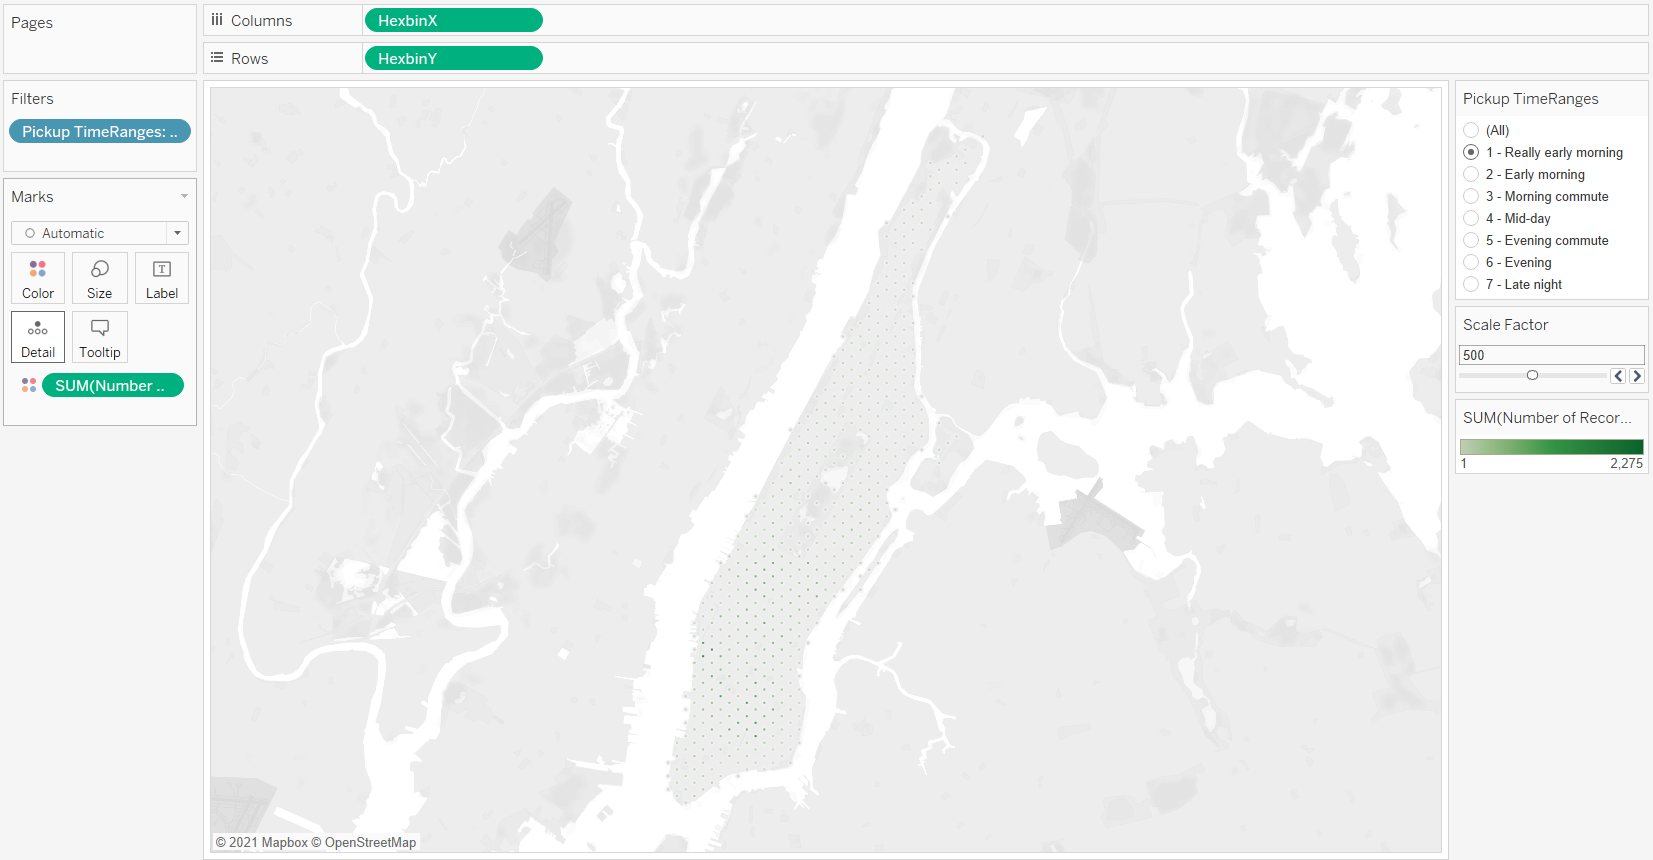 Pages
Columns
HexbinX
Rows
HexbinY
Filters
Pickup TimeRanges: ..
Marks
Automatic
Color
Size
T
Label
Detail
Tooltip
SUM(Number ..
© 2021 Mapbox © OpenStreetMap
Pickup TimeRanges
(All)
1 - Really early morning
2 - Early morning
3 - Morning commute
4 - Mid-day
5 - Evening commute
6 - Evening
7 - Late night
Scale Factor
500
SUM(Number of Recor...
1
2,275